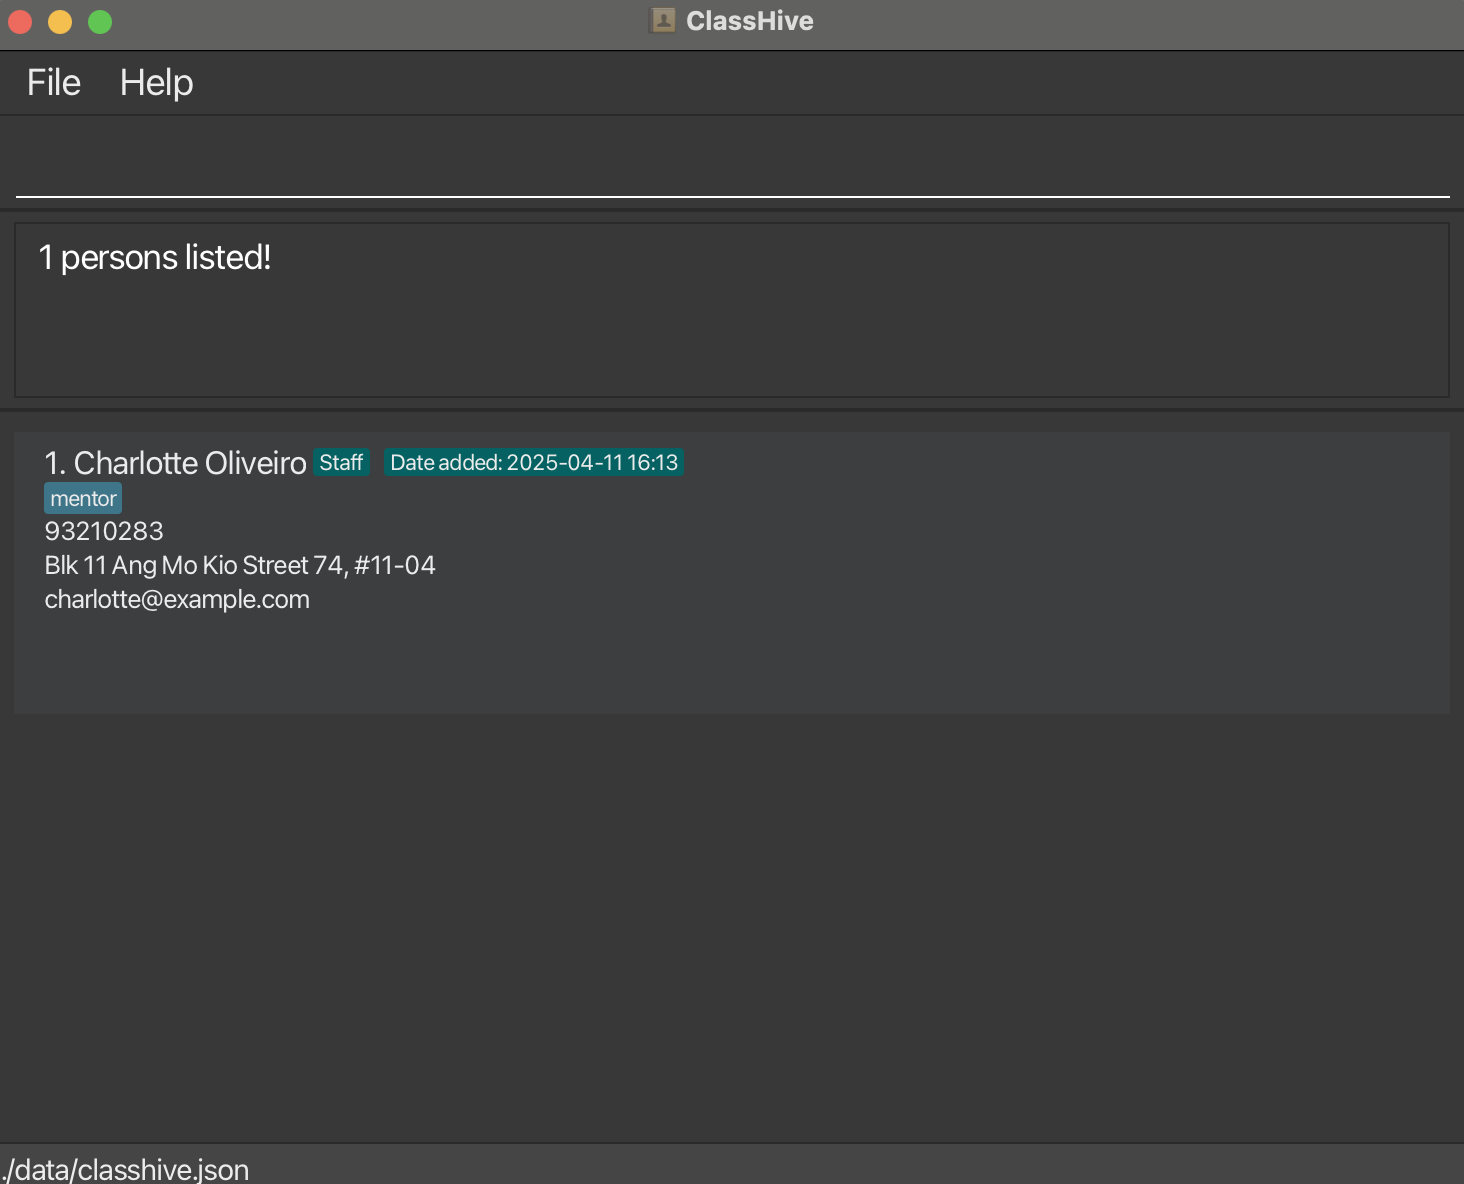 ClassHive
File Help
1 persons listed!
1. Charlotte Oliveiro Staff Date added: 2025-04-11 16:13
mentor
93210283
Blk 11 Ang Mo Kio Street 74, #11-04
charlotte@example.com
./data/classhive.json